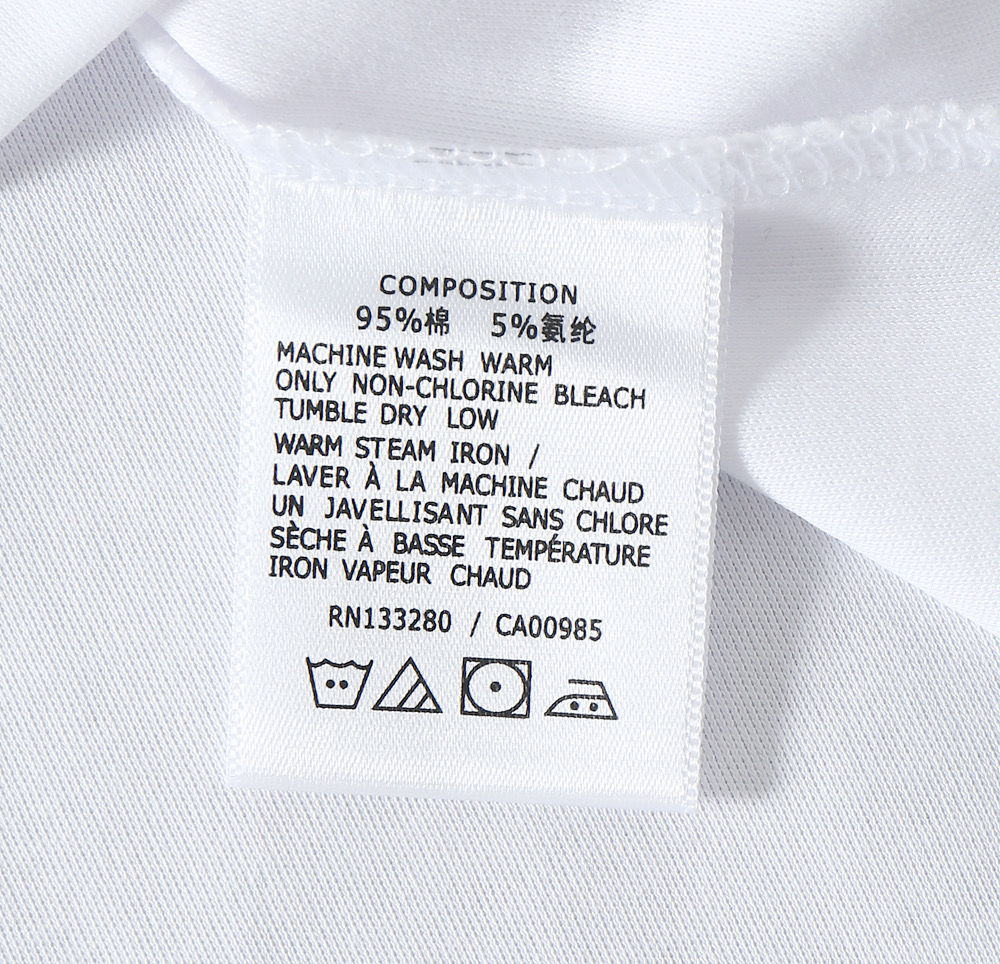 COMPOSITION
95%棉 5%氨纶
MACHINE WASH WARM
ONLY NON-CHLORINE BLEACH
TUMBLE DRY LOW
WARM STEAM IRON /
LAVER À LA MACHINE CHAUD
UN JAVELLISANT SANS CHLORE
SÈCHE À BASSE TEMPÉRATURE
IRON VAPEUR CHAUD
RN133280 / CA00985